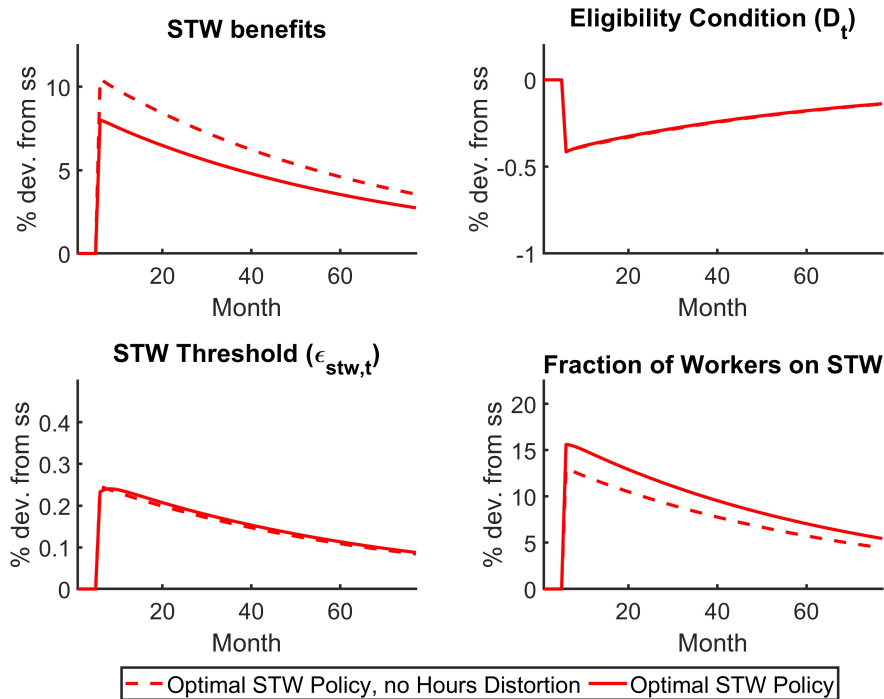 STW benefits
% dev. from ss
10
5
0
20 40 60
Month
Eligibility Condition (D_t)
% dev. from ss
0
-0.5
-1
20 40 60
Month
STW Threshold (ϵ_stw,t)
% dev. from ss
0.4
0.3
0.2
0.1
0
20 40 60
Month
Fraction of Workers on STW
% dev. from ss
20
15
10
5
0
20 40 60
Month
Optimal STW Policy, no Hours Distortion Optimal STW Policy